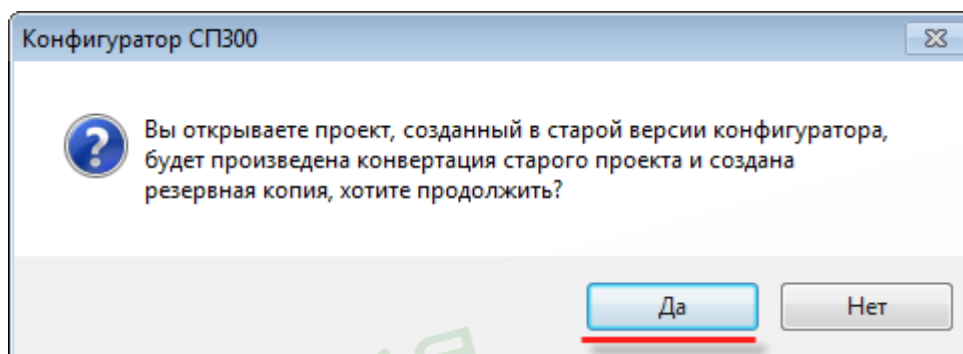 Конфигуратор СП300
Вы открываете проект, созданный в старой версии конфигуратора,
будет произведена конвертация старого проекта и создана
резервная копия, хотите продолжить?
Да
Нет